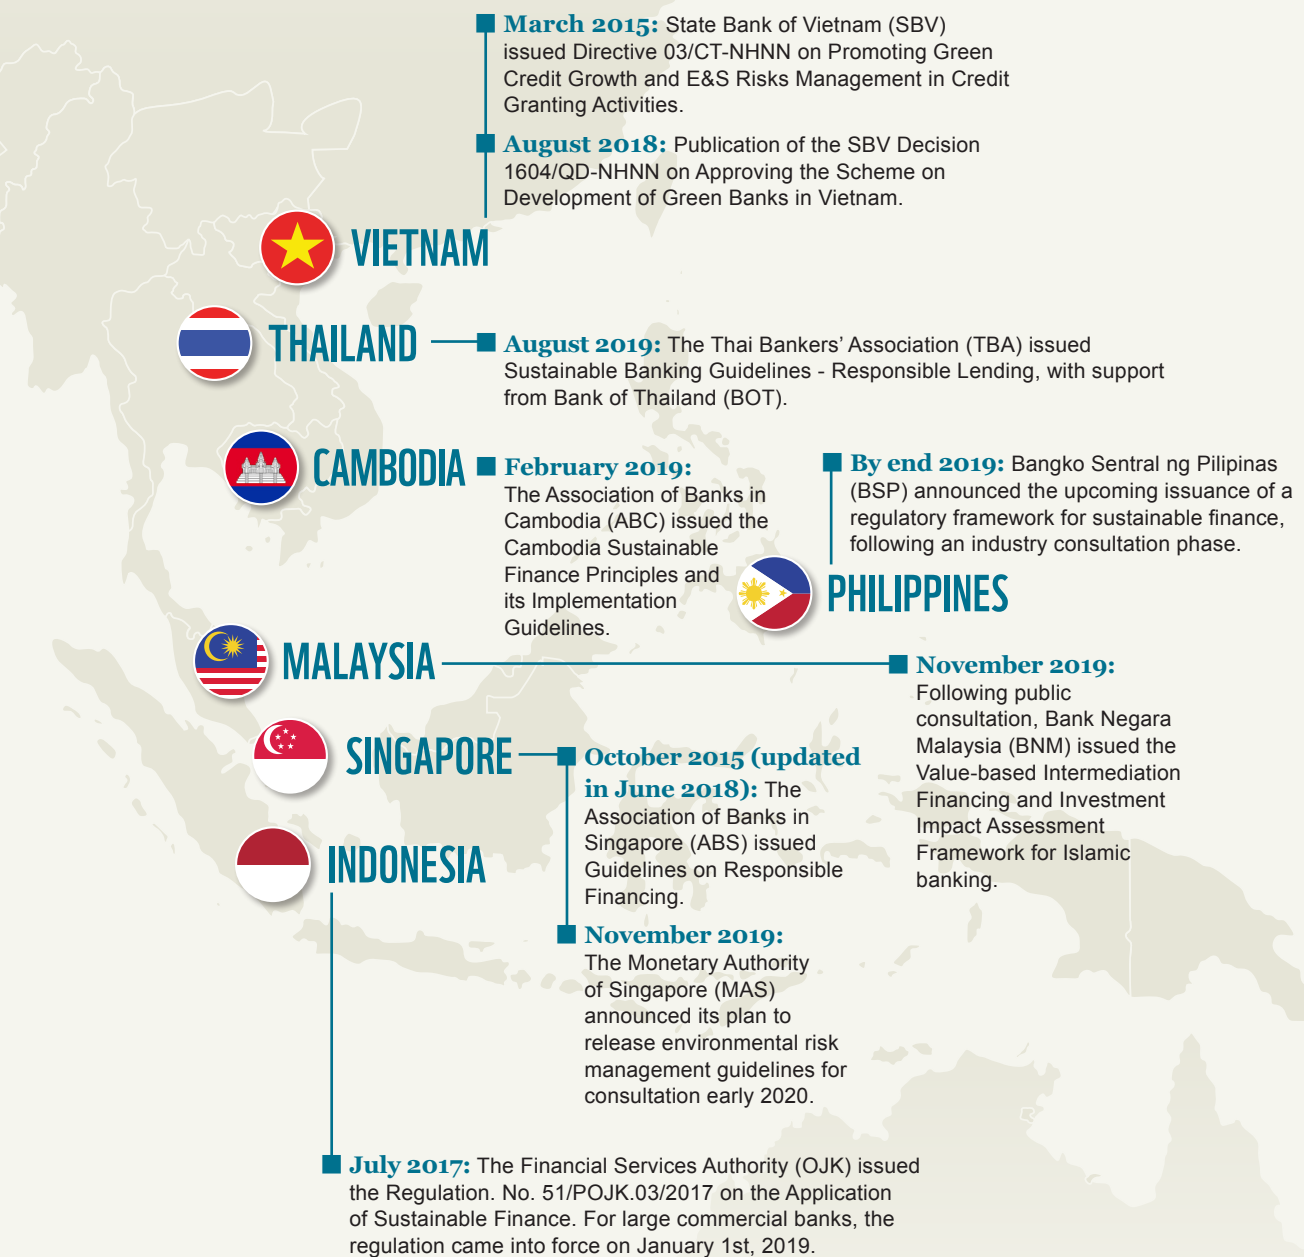 March 2015: State Bank of Vietnam (SBV)
issued Directive 03/CT-NHNN on Promoting Green
Credit Growth and E&S Risks Management in Credit
Granting Activities.
August 2018: Publication of the SBV Decision
1604/QD-NHNN on Approving the Scheme on
Development of Green Banks in Vietnam.
VIETNAM
THAILAND
August 2019: The Thai Bankers' Association (TBA) issued
Sustainable Banking Guidelines - Responsible Lending, with support
from Bank of Thailand (BOT).
CAMBODIA
February 2019:
The Association of Banks in
Cambodia (ABC) issued the
Cambodia Sustainable
Finance Principles and
its Implementation
Guidelines.
By end 2019: Bangko Sentral ng Pilipinas
(BSP) announced the upcoming issuance of a
regulatory framework for sustainable finance,
following an industry consultation phase.
PHILIPPINES
MALAYSIA
November 2019:
Following public
consultation, Bank Negara
Malaysia (BNM) issued the
Value-based Intermediation
Financing and Investment
Impact Assessment
Framework for Islamic
banking.
SINGAPORE
October 2015 (updated
in June 2018): The
Association of Banks in
Singapore (ABS) issued
Guidelines on Responsible
Financing.
November 2019:
The Monetary Authority
of Singapore (MAS)
announced its plan to
release environmental risk
management guidelines for
consultation early 2020.
INDONESIA
July 2017: The Financial Services Authority (OJK) issued
the Regulation. No. 51/POJK.03/2017 on the Application
of Sustainable Finance. For large commercial banks, the
regulation came into force on January 1st, 2019.